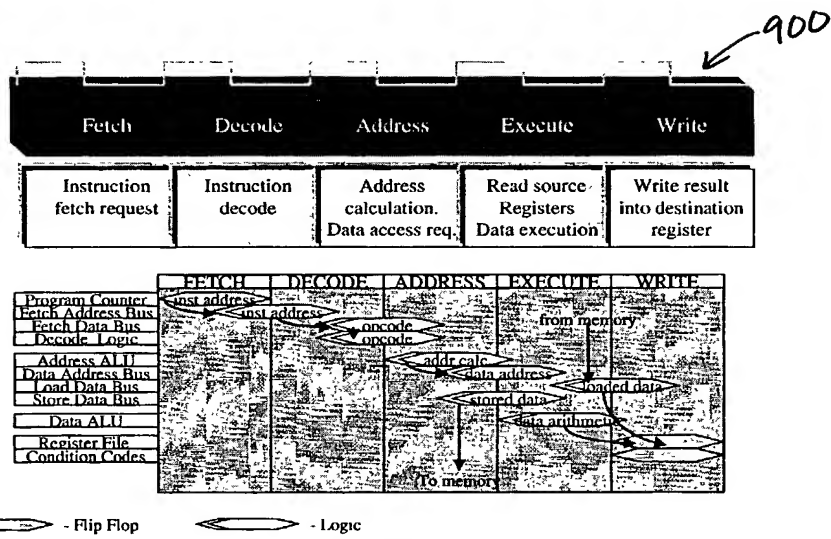 900
Fetch Decode Address Execute Write
Instruction fetch request
Instruction decode
Address calculation. Data access req.
Read source Registers Data execution
Write result into destination register
FETCH DECODE ADDRESS EXECUTE WRITE
Program Counter inst address
Fetch Address Bus inst address
Fetch Data Bus opcode
Decode Logic opcode
from memory
Address ALU addr calc
Data Address Bus data address
Load Data Bus loaded data
Store Data Bus stored data
Data ALU data arithmetic
Register File
Condition Codes
To memory
- Flip Flop - Logic